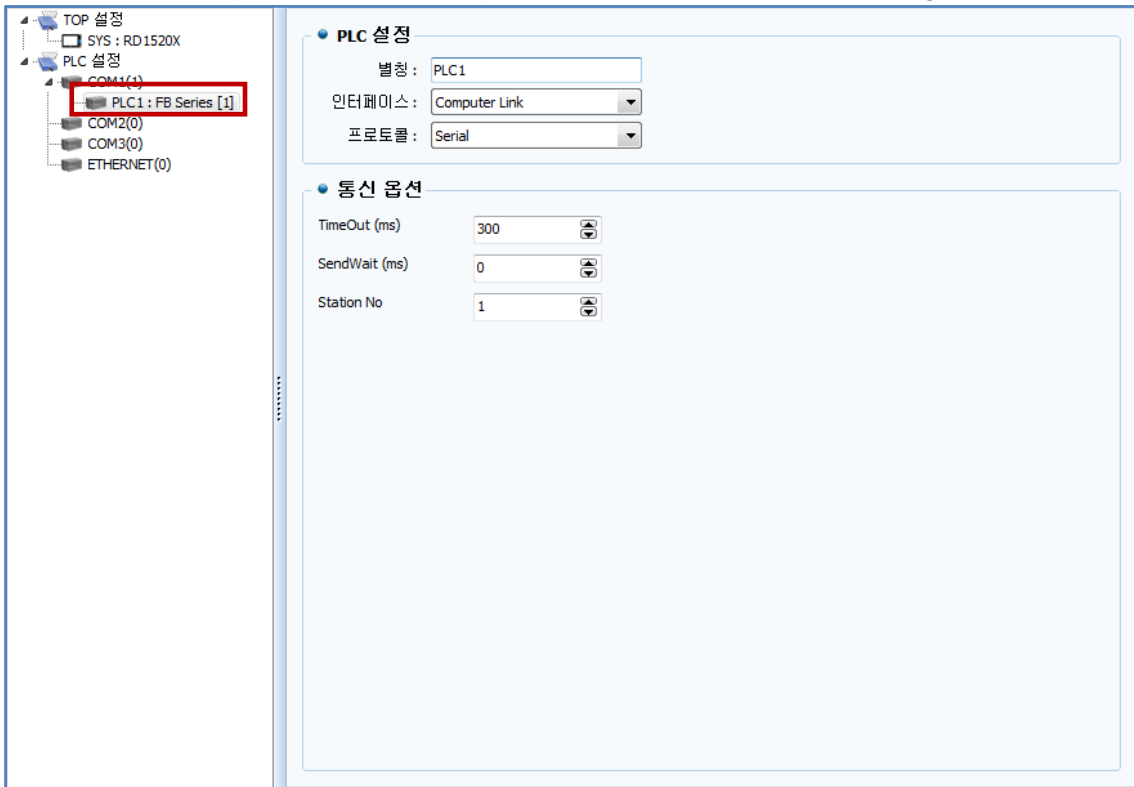 TOP 설정
SYS : RD1520X
PLC 설정
COM1(1)
PLC1 : FB Series [1]
COM2(0)
COM3(0)
ETHERNET(0)
PLC 설정
별칭 : PLC1
인터페이스 : Computer Link
프로토콜 : Serial
통신 옵션
TimeOut (ms) 300
SendWait (ms) 0
Station No 1